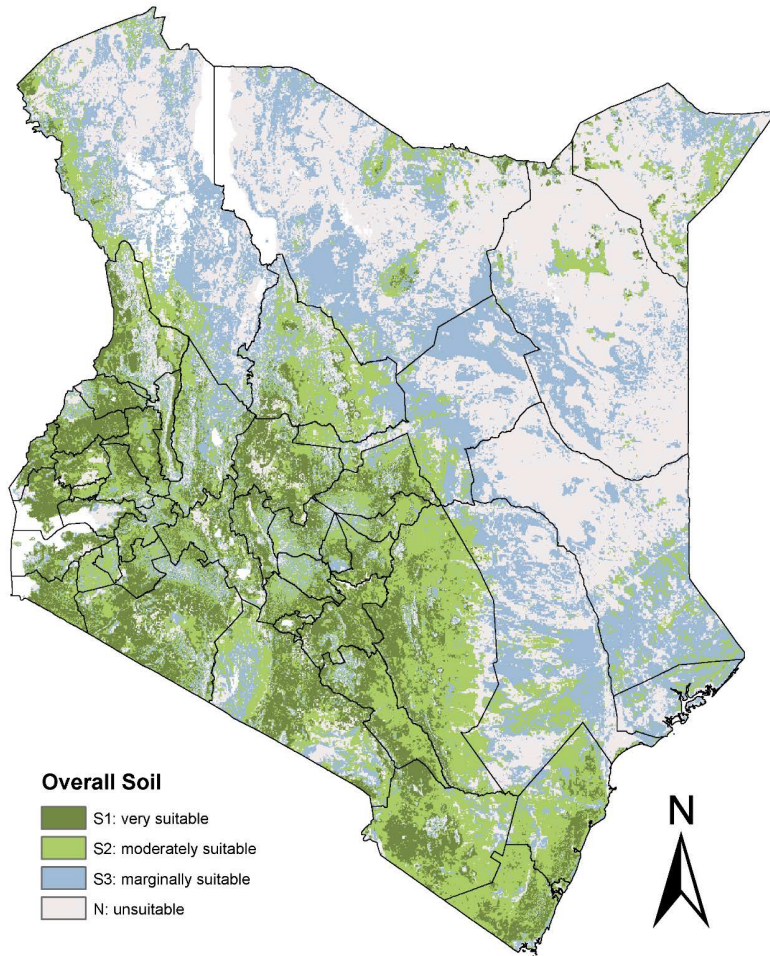 Overall Soil
S1: very suitable
S2: moderately suitable
S3: marginally suitable
N: unsuitable
N